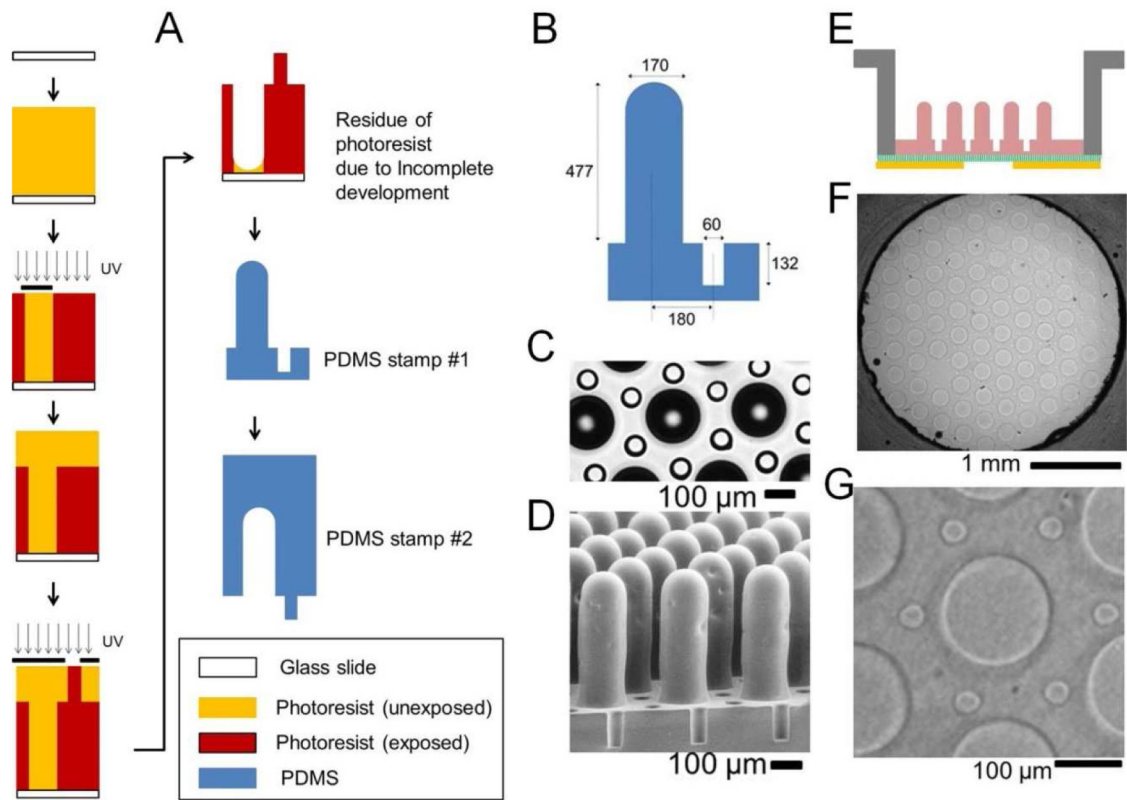 A
UV
UV
Residue of
photoresist
due to Incomplete
development
PDMS stamp #1
PDMS stamp #2
Glass slide
Photoresist (unexposed)
Photoresist (exposed)
PDMS
B
170
477
60
132
180
C
100 µm
D
100 µm
E
F
1 mm
G
100 µm